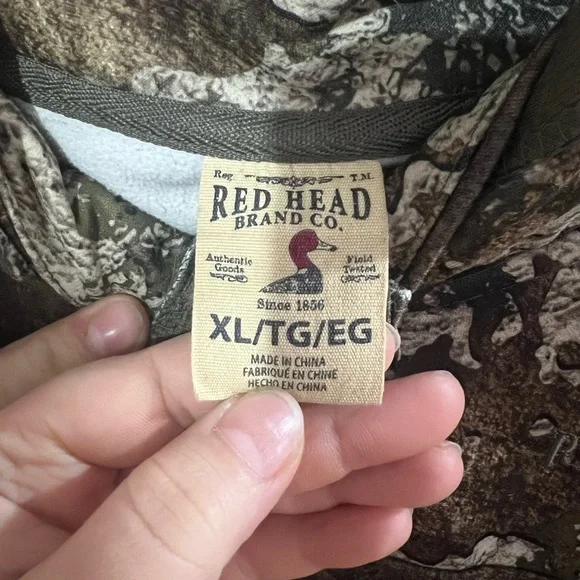 Reg. T.M.
RED HEAD
BRAND CO.
Authentic Field
Goods Tested
Since 1856
XL/TG/EG
MADE IN CHINA
FABRIQUÉ EN CHINE
HECHO EN CHINA